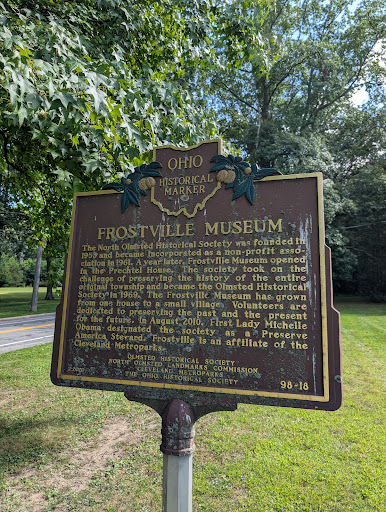 OHIO
HISTORICAL
MARKER
FROSTVILLE MUSEUM
The North Olmsted Historical Society was founded in
1953 and became incorporated as a non-profit asso-
ciation in 1961. A year later, Frostville Museum opened
in the Prechtel House. The society took on the
challenge of preserving the history of the entire
original township and became the Olmsted Historical
Society in 1969. The Frostville Museum has grown
from one house to a small village. Volunteers are
dedicated to preserving the past and the present
for the future. In August 2010, First Lady Michelle
Obama designated the society as a Preserve
America Steward. Frostville is an affiliate of the
Cleveland Metroparks.
OLMSTED HISTORICAL SOCIETY
NORTH OLMSTED LANDMARKS COMMISSION
CLEVELAND METROPARKS
THE OHIO HISTORICAL SOCIETY
98-18